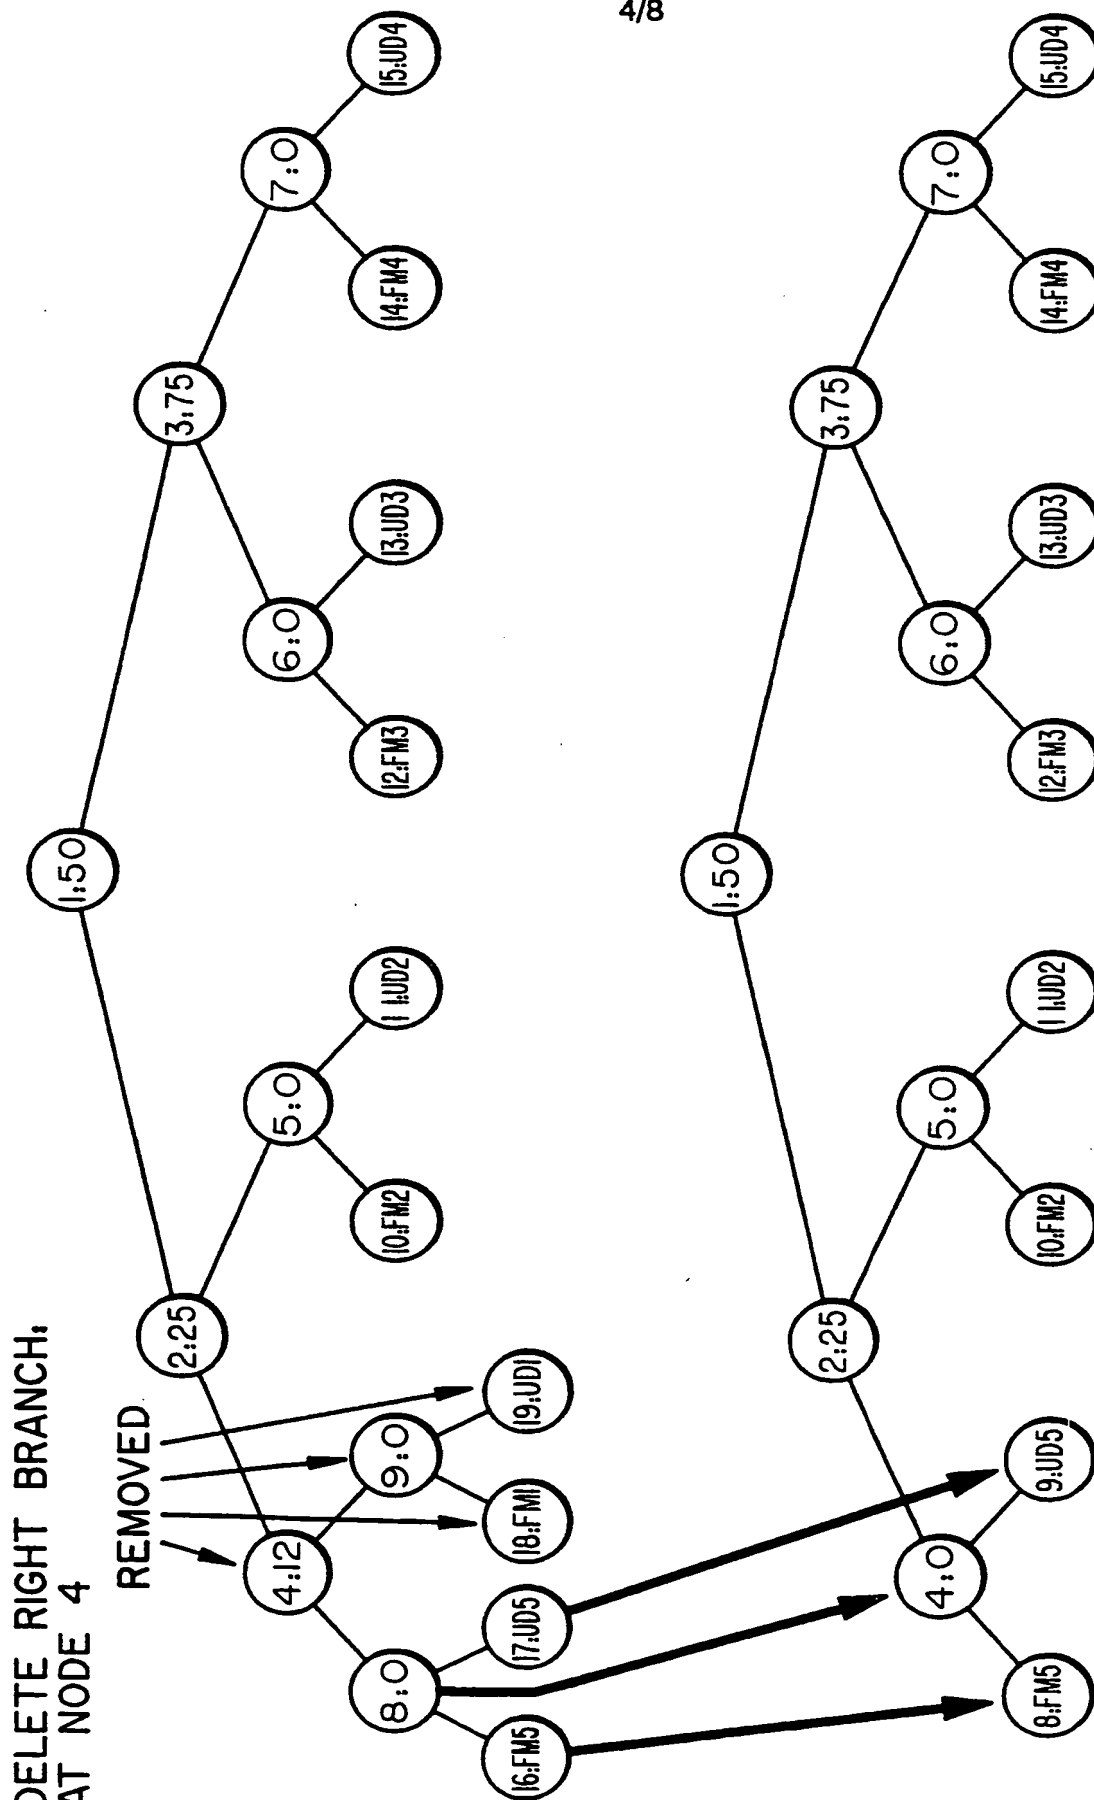 4/8
DELETE RIGHT BRANCH,
AT NODE 4
REMOVED
1:50
2:25
3:75
4:12
5:0
6:0
7:0
8:0
9:0
10:FM2
11:UD2
12:FM3
13:UD3
14:FM4
15:UD4
16:FM5
17:UD5
18:FM1
19:UD1
1:50
2:25
3:75
4:0
5:0
6:0
7:0
8:FM5
9:UD5
10:FM2
11:UD2
12:FM3
13:UD3
14:FM4
15:UD4